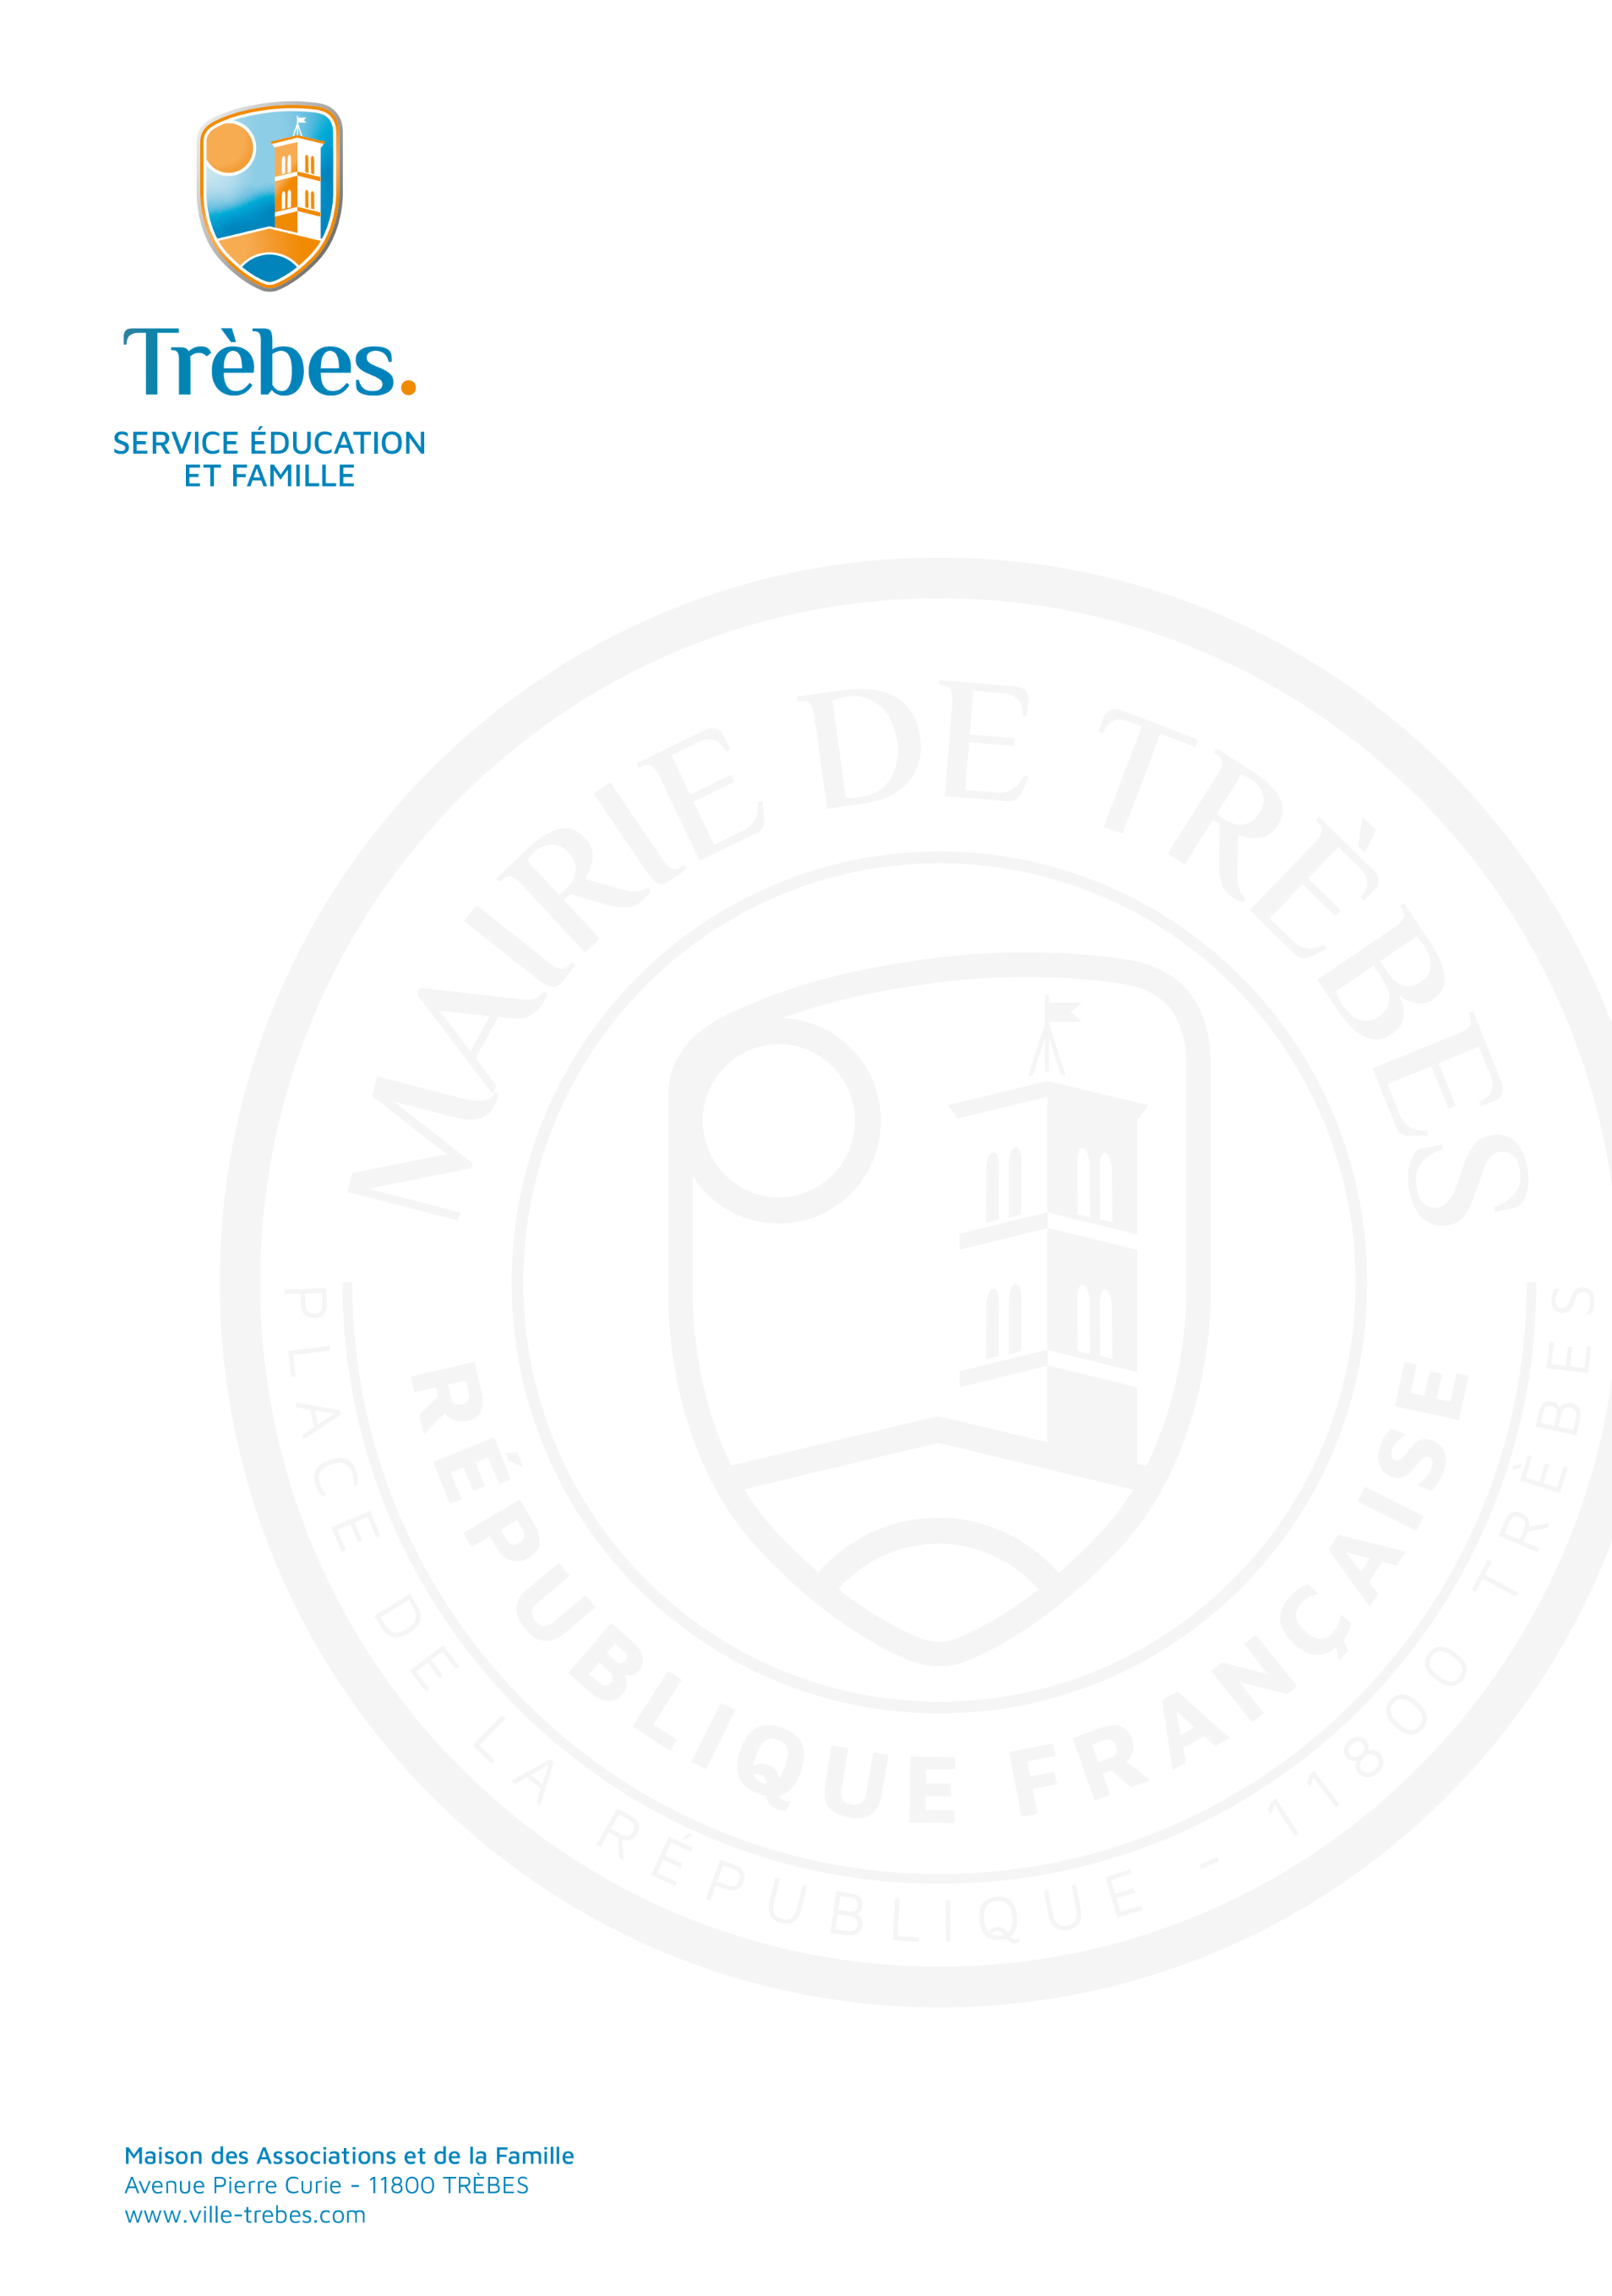 Trèbes.
SERVICE ÉDUCATION
ET FAMILLE
MAIRIE DE TRÈBES
RÉPUBLIQUE FRANÇAISE
PLACE DE LA RÉPUBLIQUE - 11800 TRÈBES
Maison des Associations et de la Famille
Avenue Pierre Curie - 11800 TRÈBES
www.ville-trebes.com